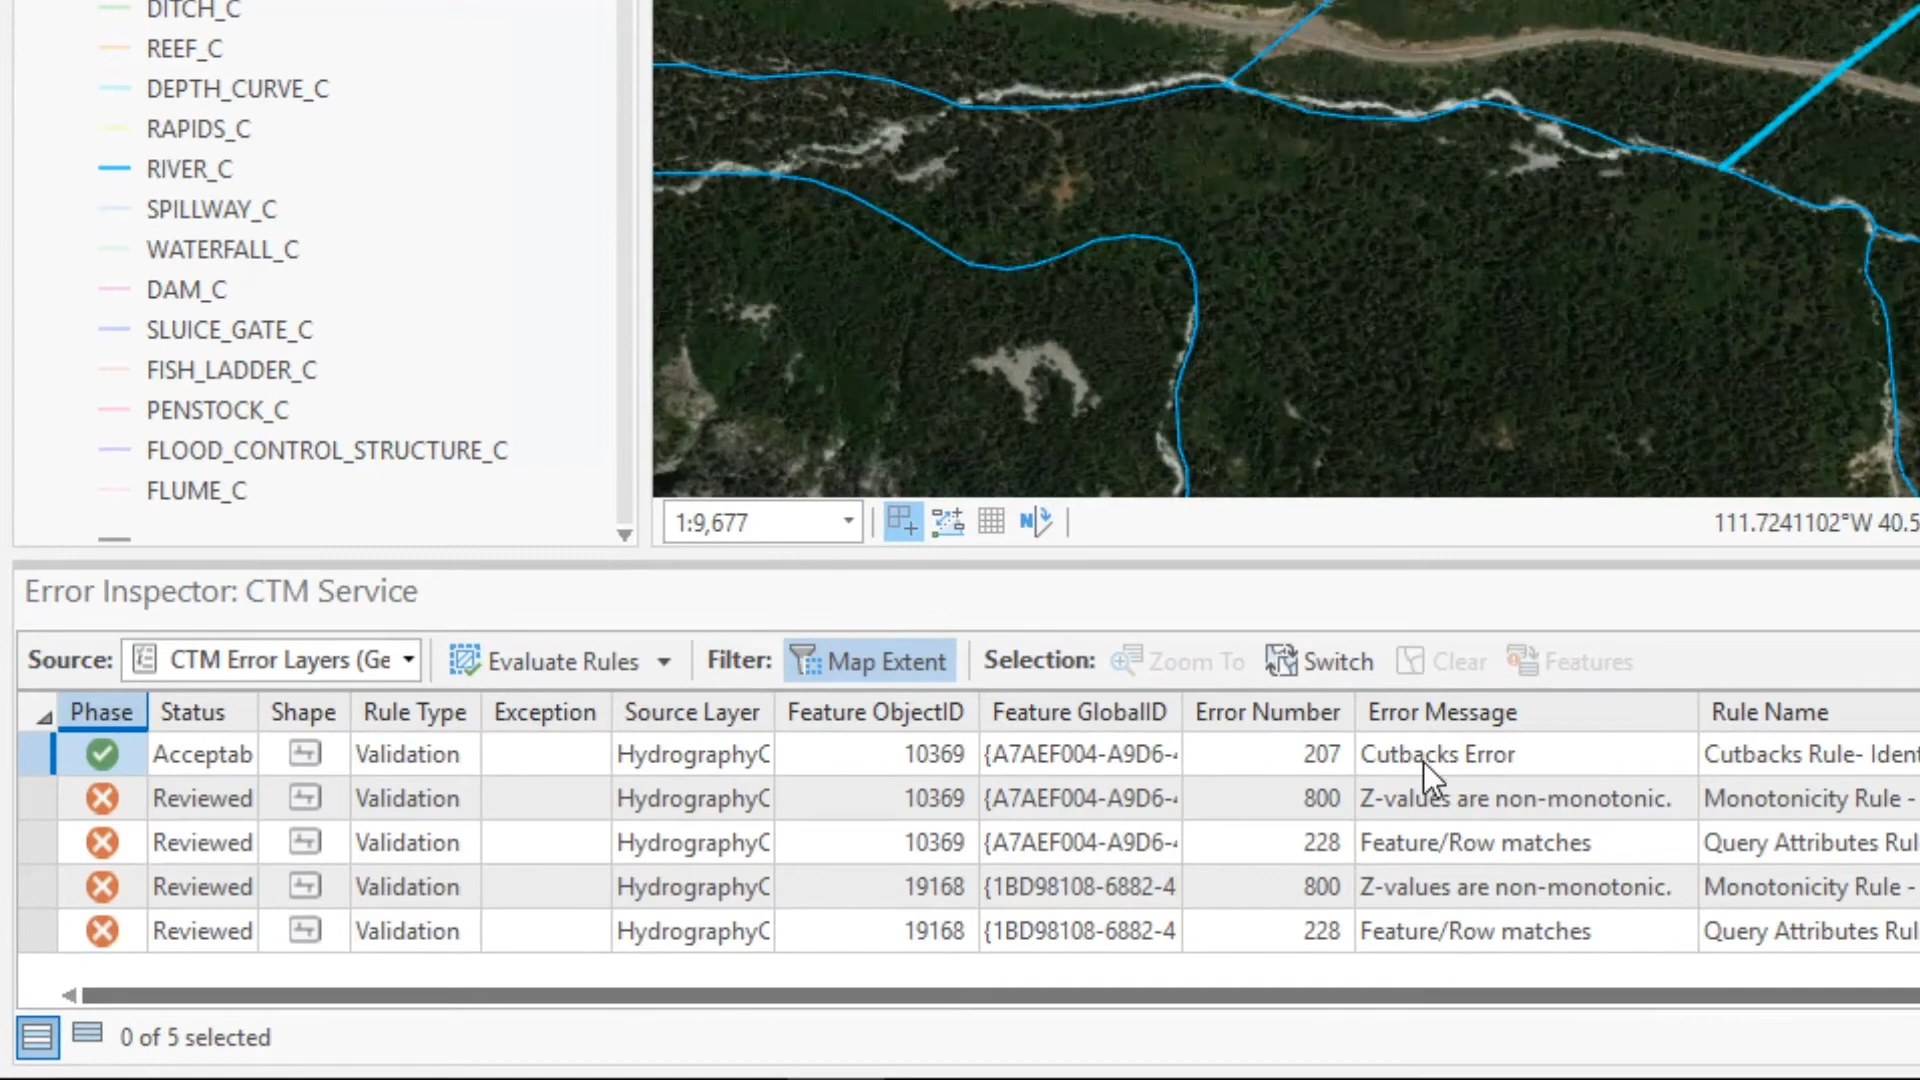 DITCH_C
REEF_C
DEPTH_CURVE_C
RAPIDS_C
RIVER_C
SPILLWAY_C
WATERFALL_C
DAM_C
SLUICE_GATE_C
FISH_LADDER_C
PENSTOCK_C
FLOOD_CONTROL_STRUCTURE_C
FLUME_C
1:9,677
N
111.7241102°W 40.5
Error Inspector: CTM Service
Source: CTM Error Layers (Ge Evaluate Rules Filter: Map Extent Selection: Zoom To Switch Clear Features
Phase Status Shape Rule Type Exception Source Layer Feature ObjectID Feature GlobalID Error Number Error Message Rule Name
Acceptab Validation HydrographyC 10369 {A7AEF004-A9D6- 207 Cutbacks Error Cutbacks Rule- Ident
Reviewed Validation HydrographyC 10369 {A7AEF004-A9D6- 800 Z-values are non-monotonic. Monotonicity Rule -
Reviewed Validation HydrographyC 10369 {A7AEF004-A9D6- 228 Feature/Row matches Query Attributes Rul
Reviewed Validation HydrographyC 19168 {1BD98108-6882-4 800 Z-values are non-monotonic. Monotonicity Rule -
Reviewed Validation HydrographyC 19168 {1BD98108-6882-4 228 Feature/Row matches Query Attributes Rul
0 of 5 selected